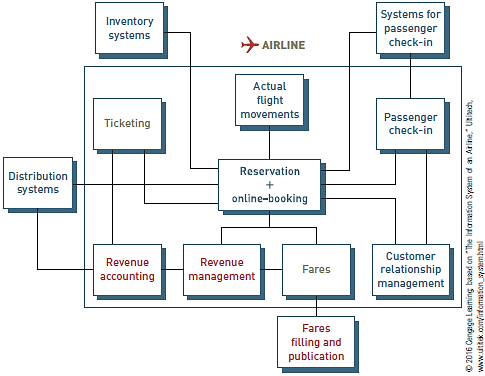 Inventory
systems
AIRLINE
Systems for
passenger
check-in
Actual
flight
movements
Ticketing
Passenger
check-in
Distribution
systems
Reservation
+
online-booking
Revenue
accounting
Revenue
management
Fares
Customer
relationship
management
Fares
filling and
publication
© 2016 Cengage Learning; based on "The Information System of an Airline," Ultitech,
www.ultitek.com/information_system.html